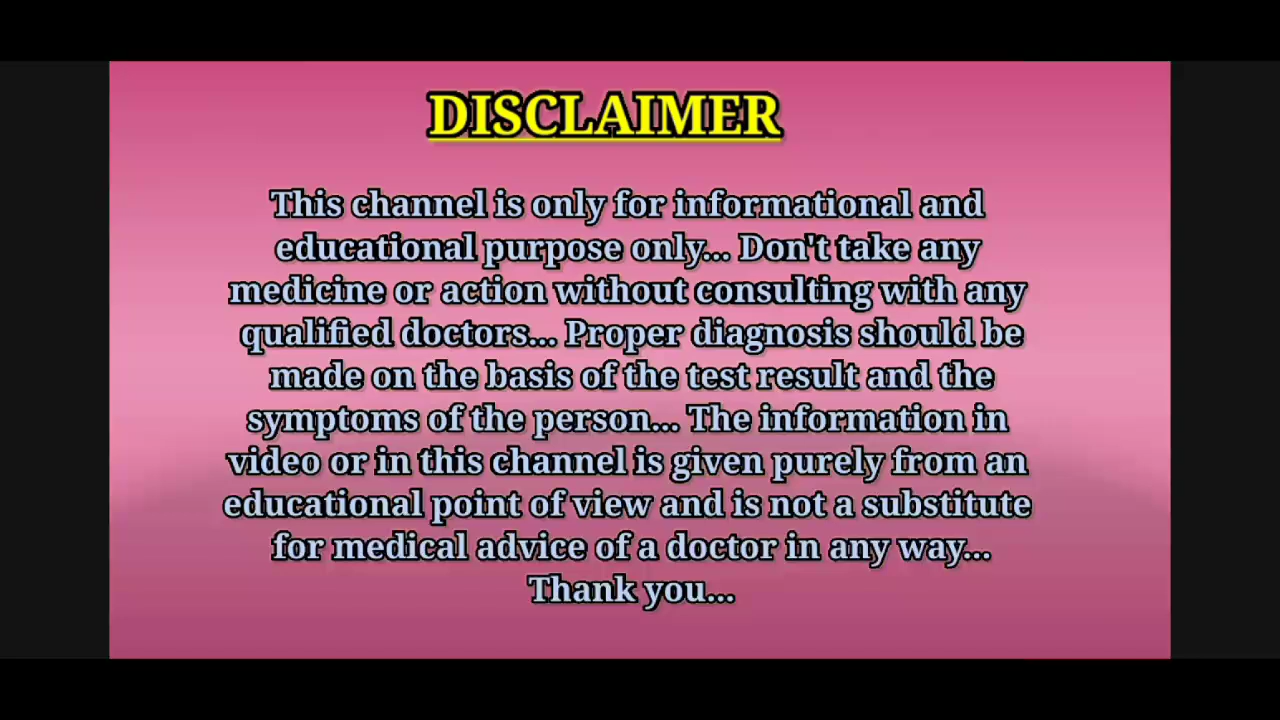 DISCLAIMER
This channel is only for informational and
educational purpose only... Don't take any
medicine or action without consulting with any
qualified doctors... Proper diagnosis should be
made on the basis of the test result and the
symptoms of the person... The information in
video or in this channel is given purely from an
educational point of view and is not a substitute
for medical advice of a doctor in any way...
Thank you...